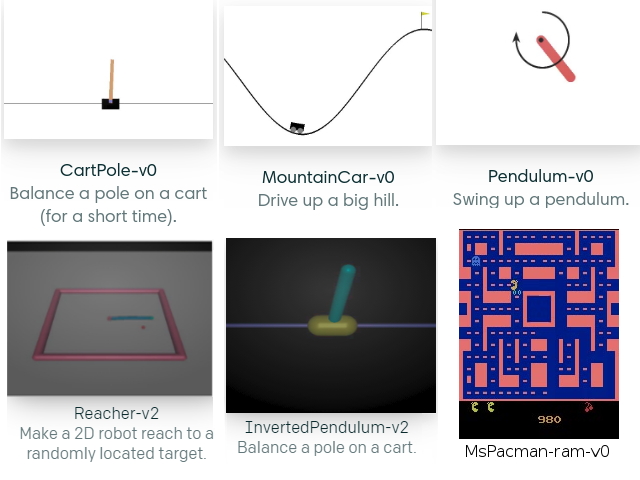 CartPole-v0
Balance a pole on a cart
(for a short time).
MountainCar-v0
Drive up a big hill.
Pendulum-v0
Swing up a pendulum.
Reacher-v2
Make a 2D robot reach to a
randomly located target.
InvertedPendulum-v2
Balance a pole on a cart.
980
MsPacman-ram-v0